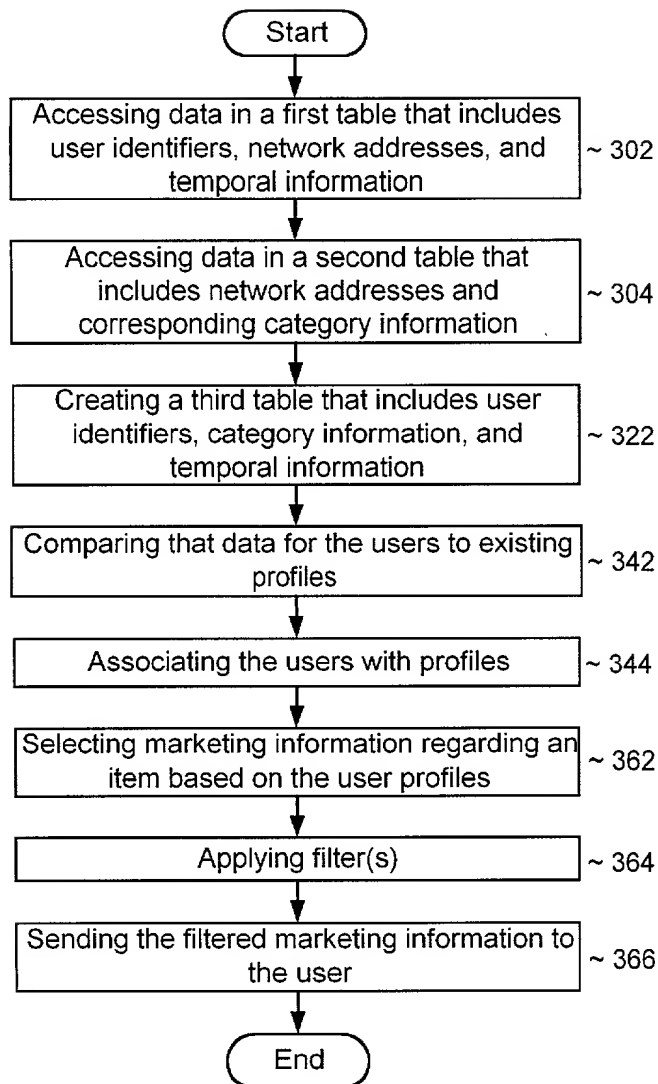 Start
Accessing data in a first table that includes
user identifiers, network addresses, and
temporal information
~ 302
Accessing data in a second table that
includes network addresses and
corresponding category information
~ 304
Creating a third table that includes user
identifiers, category information, and
temporal information
~ 322
Comparing that data for the users to existing
profiles
~ 342
Associating the users with profiles
~ 344
Selecting marketing information regarding an
item based on the user profiles
~ 362
Applying filter(s)
~ 364
Sending the filtered marketing information to
the user
~ 366
End